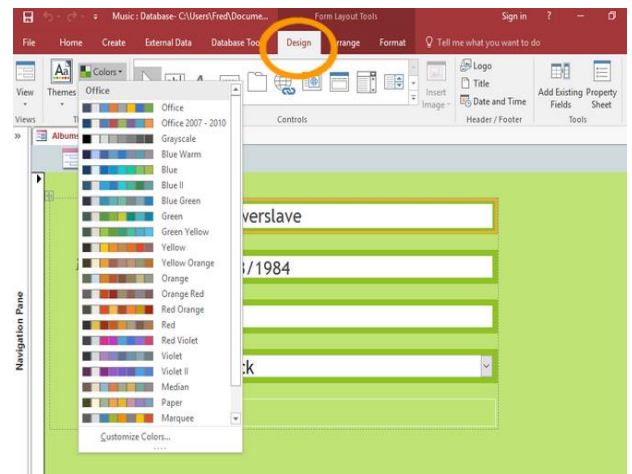 Music : Database- C:\Users\Fred\Docume...
Form Layout Tools
Sign in
?
File
Home
Create
External Data
Database Too
Design
rrange
Format
Tell me what you want to do
View
Themes
Colors
Insert
Image
Logo
Title
Date and Time
Add Existing
Fields
Property
Sheet
Views
Controls
Header / Footer
Tools
Albums
Office
Office
Office 2007 - 2010
Grayscale
Blue Warm
Blue
Blue II
Blue Green
Green
Green Yellow
Yellow
Yellow Orange
Orange
Orange Red
Red Orange
Red
Red Violet
Violet
Violet II
Median
Paper
Marquee
Customize Colors...
verslave
/1984
ck
Navigation Pane